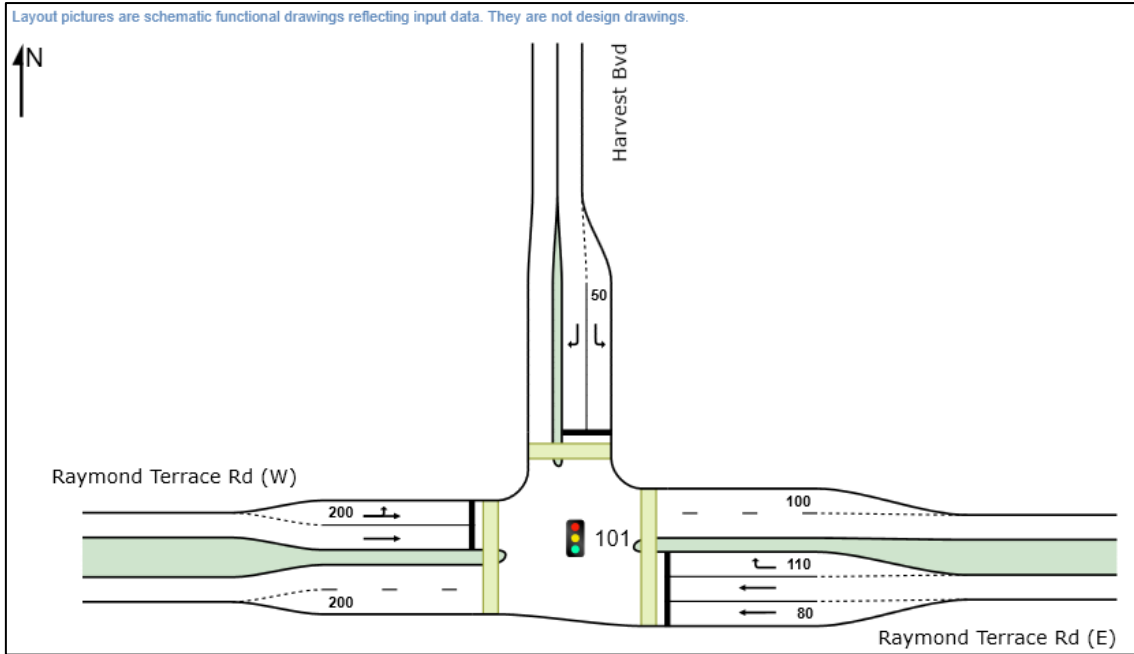 Layout pictures are schematic functional drawings reflecting input data. They are not design drawings.
N
Harvest Bvd
50
Raymond Terrace Rd (W)
200
100
101
110
200
80
Raymond Terrace Rd (E)